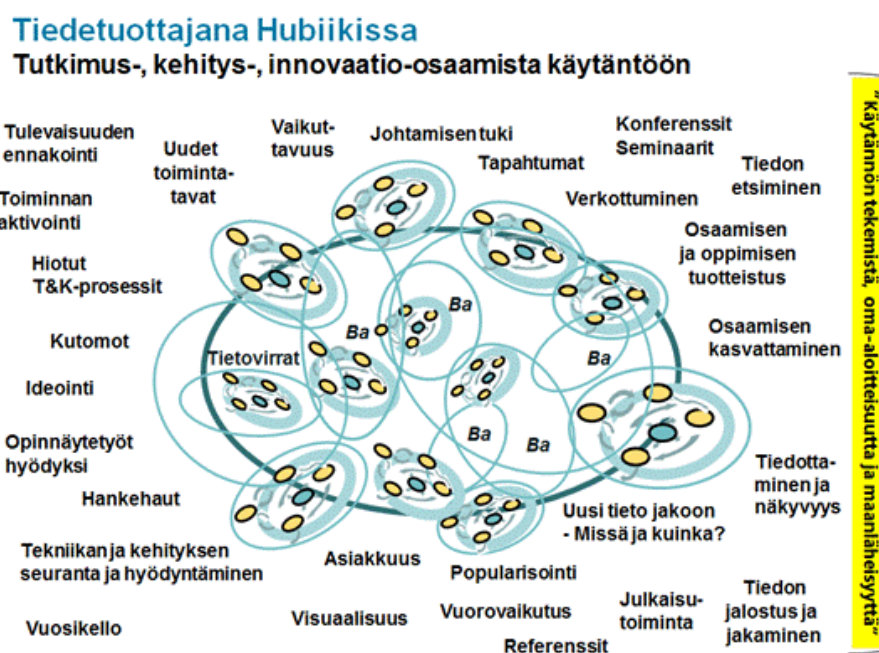 Tiedetuottajana Hubiikissa
Tutkimus-, kehitys-, innovaatio-osaamista käytäntöön
Tulevaisuuden
ennakointi
Uudet
toiminta-
tavat
Vaikut-
tavuus
Johtamisen tuki
Tapahtumat
Konferenssit
Seminaarit
Tiedon
etsiminen
Verkottuminen
Toiminnan
aktivointi
Osaamisen
ja oppimisen
tuotteistus
Hiotut
T&K-prosessit
Ba
Ba
Kutomot
Tietovirrat
Ba
Osaamisen
kasvattaminen
Ideointi
Opinnäytetyöt
hyödyksi
Ba
Ba
Hankehaut
Tiedotta-
minen ja
näkyvyys
Uusi tieto jakoon
- Missä ja kuinka?
Tekniikan ja kehityksen
seuranta ja hyödyntäminen
Asiakkuus
Popularisointi
Vuosikello
Visuaalisuus
Vuorovaikutus
Referenssit
Julkaisu-
toiminta
Tiedon
jalostus ja
jakaminen
"Käytännön tekemistä, oma-aloitteisuutta ja maanläheisyyttä"